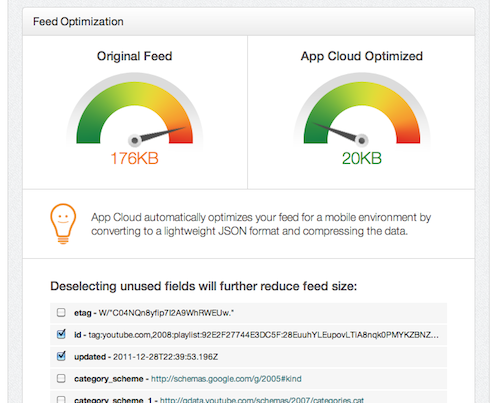 Feed Optimization
Original Feed
App Cloud Optimized
176KB
20KB
App Cloud automatically optimizes your feed for a mobile environment by
converting to a lightweight JSON format and compressing the data.
Deselecting unused fields will further reduce feed size:
etag - W/"C04NQn8yfip7I2A9WhRWEUw."
id - tag:youtube.com,2008:playlist:92E2F27744E3DC5F:28EuuhYLEupovLTlA8nqk0PMYKZBNZ...
updated - 2011-12-28T22:39:53.196Z
category_scheme - http://schemas.google.com/g/2005#kind
category_scheme_1 - http://gdata.youtube.com/schemas/2007/categories.cat